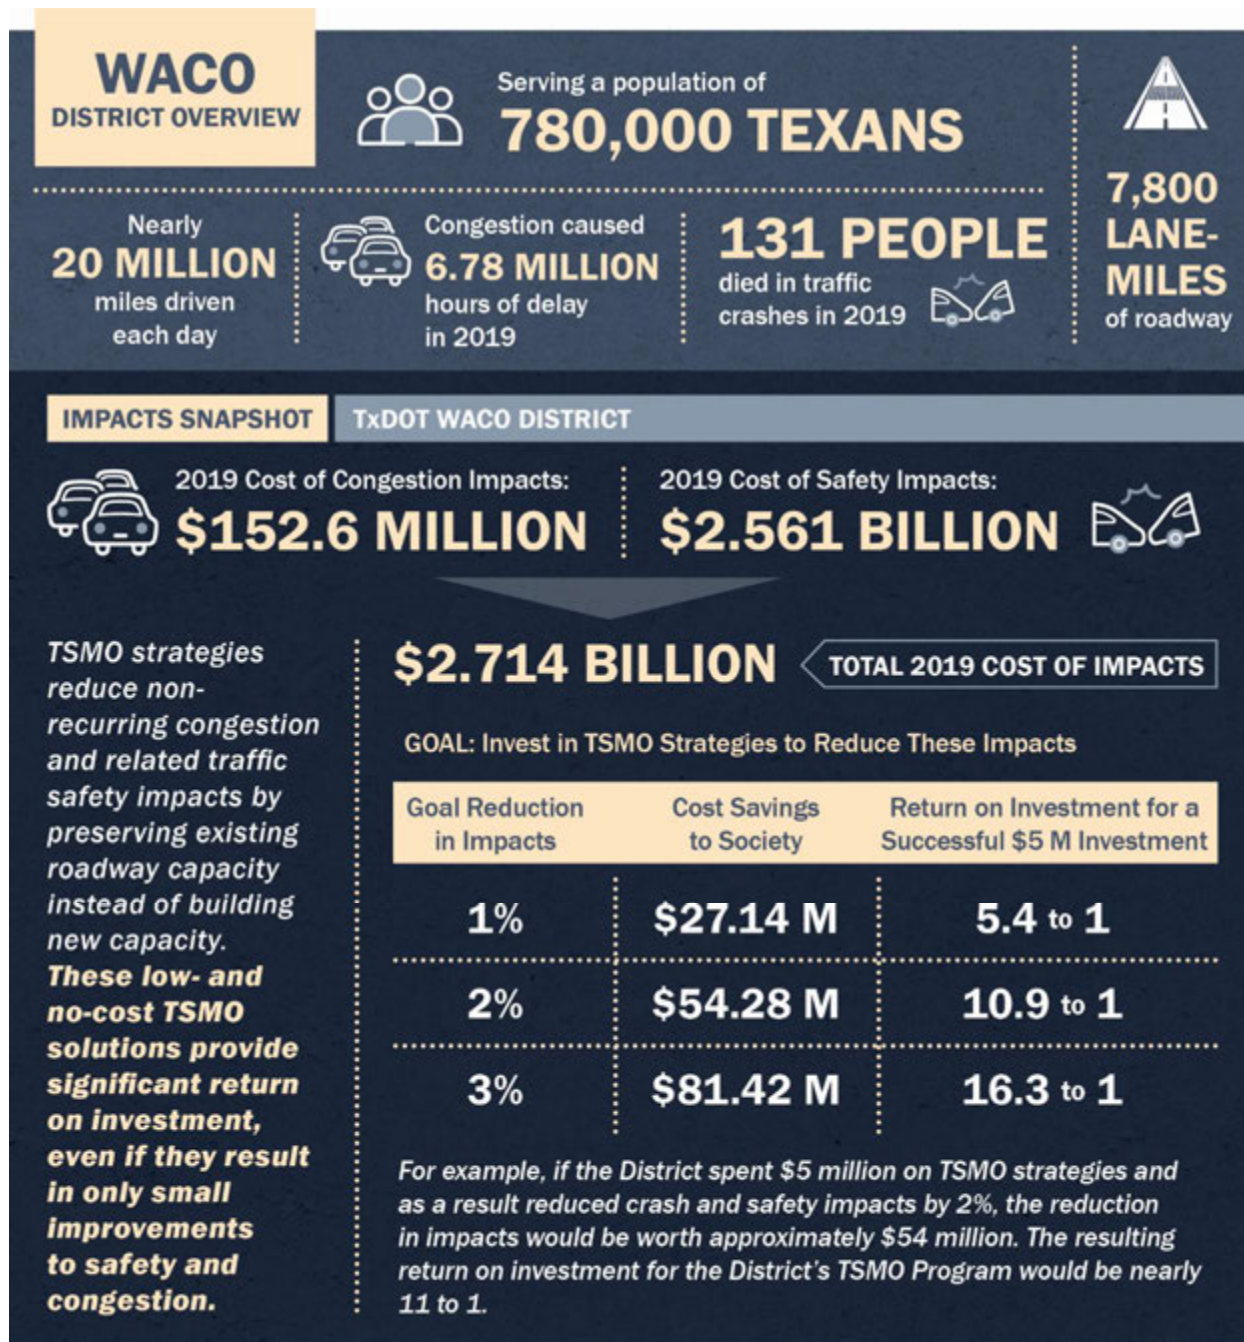 WACO
DISTRICT OVERVIEW
Serving a population of
780,000 TEXANS
Nearly
20 MILLION
miles driven
each day
Congestion caused
6.78 MILLION
hours of delay
in 2019
131 PEOPLE
died in traffic
crashes in 2019
7,800
LANE-
MILES
of roadway
IMPACTS SNAPSHOT
TxDOT WACO DISTRICT
2019 Cost of Congestion Impacts:
$152.6 MILLION
2019 Cost of Safety Impacts:
$2.561 BILLION
TSMO strategies
reduce non-
recurring congestion
and related traffic
safety impacts by
preserving existing
roadway capacity
instead of building
new capacity.
These low- and
no-cost TSMO
solutions provide
significant return
on investment,
even if they result
in only small
improvements
to safety and
congestion.
$2.714 BILLION
TOTAL 2019 COST OF IMPACTS
GOAL: Invest in TSMO Strategies to Reduce These Impacts
Goal Reduction
in Impacts
Cost Savings
to Society
Return on Investment for a
Successful $5 M Investment
1% $27.14 M 5.4 to 1
2% $54.28 M 10.9 to 1
3% $81.42 M 16.3 to 1
For example, if the District spent $5 million on TSMO strategies and
as a result reduced crash and safety impacts by 2%, the reduction
in impacts would be worth approximately $54 million. The resulting
return on investment for the District's TSMO Program would be nearly
11 to 1.